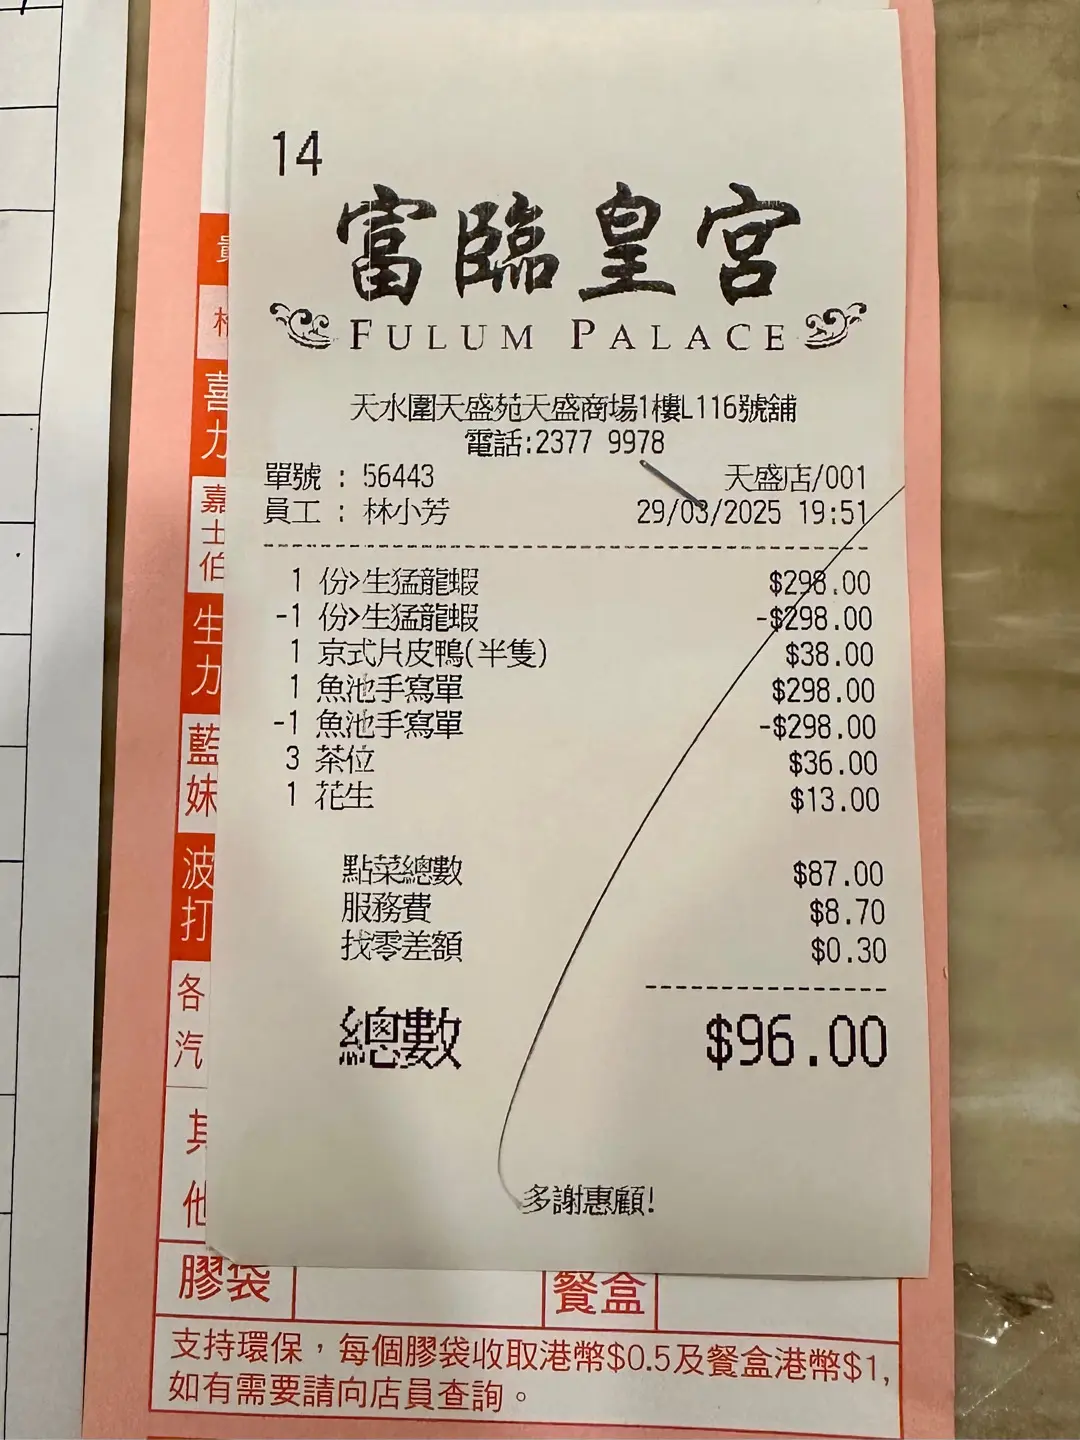 14
富臨皇宮
FULUM PALACE
天水圍天盛苑天盛商場1樓L116號舖
電話:2377 9978
單號 : 56443 天盛店/001
員工 : 林小芳 29/03/2025 19:51
1 份>生猛龍蝦 $298.00
-1 份>生猛龍蝦 -$298.00
1 京式片皮鴨(半隻) $38.00
1 魚池手寫單 $298.00
-1 魚池手寫單 -$298.00
3 茶位 $36.00
1 花生 $13.00
點菜總數 $87.00
服務費 $8.70
找零差額 $0.30
總數 $96.00
多謝惠顧!
喜力
嘉士伯
生力
藍妹
波打
各
汽
其他
膠袋 餐盒
支持環保，每個膠袋收取港幣$0.5及餐盒港幣$1,
如有需要請向店員查詢。